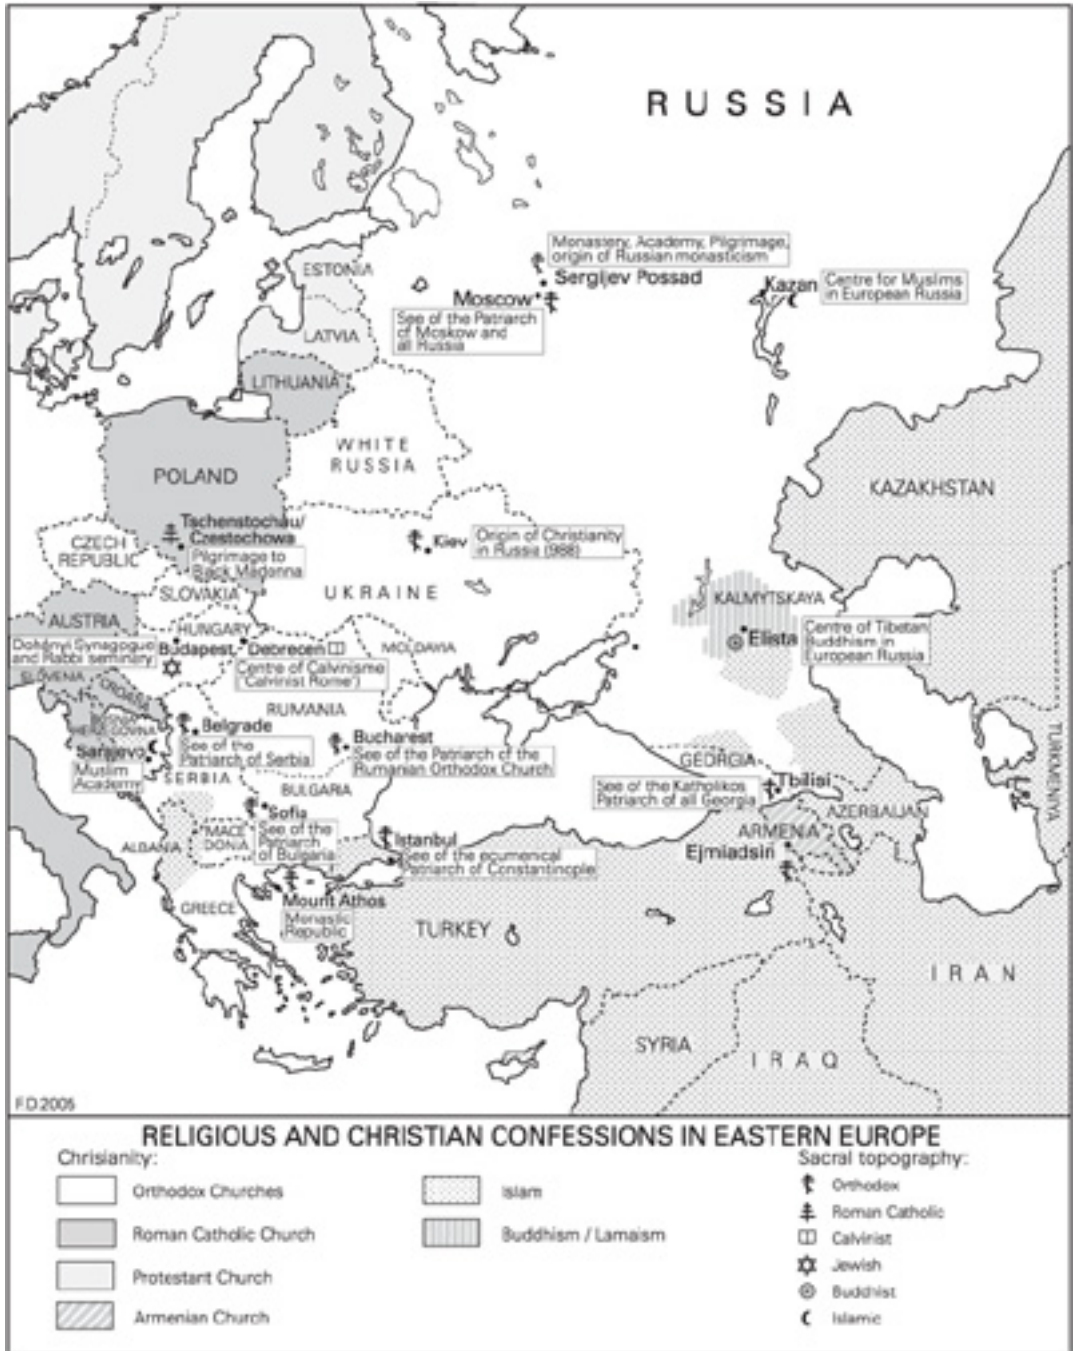 RUSSIA
Monastery, Academy, Pilgrimage,
origin of Russian monasticism
Sergijev Possad
Moscow
See of the Patriarch
of Moskow and
all Russia
Kazan
Centre for Muslims
in European Russia
ESTONIA
LATVIA
LITHUANIA
WHITE
RUSSIA
POLAND
KAZAKHSTAN
Tschenstochau/
Czestochowa
Pilgrimage to
Back Madonna
CZECH
REPUBLIC
Kiev
Origin of Christianity
in Russia (988)
SLOVAKIA
UKRAINE
KALMYTSKAYA
AUSTRIA
HUNGARY
Elista
Centre of Tibetan
Buddhism in
European Russia
Dohányi Synagogue
and Rabbi seminary
Budapest
Debrecen
MOLDAVIA
Centre of Calvinisme
('Calvinist Rome')
SLOVENIA
CROATIA
RUMANIA
HERZEGOVINA
Belgrade
See of the
Patriarch of Serbia
Bucharest
See of the Patriarch of the
Rumanian Orthodox Church
Sarajevo
Muslim
Academy
SERBIA
TURKMENIYA
GEORGIA
BULGARIA
See of the Katholikos
Patriarch of all Georgia
Tbilisi
Sofia
See of the
Patriarch
of Bulgaria
AZERBAIJAN
MACE
DONIA
ALBANIA
Istanbul
See of the ecumenical
Patriarch of Constantinople
ARMENIA
Ejmiadsin
Mount Athos
Monastic
Republic
GREECE
TURKEY
IRAN
SYRIA
IRAQ
F.D.2005
RELIGIOUS AND CHRISTIAN CONFESSIONS IN EASTERN EUROPE
Chrisianity:
Orthodox Churches
Roman Catholic Church
Protestant Church
Armenian Church
Islam
Buddhism / Lamaism
Sacral topography:
Orthodox
Roman Catholic
Calvinist
Jewish
Buddhist
Islamic